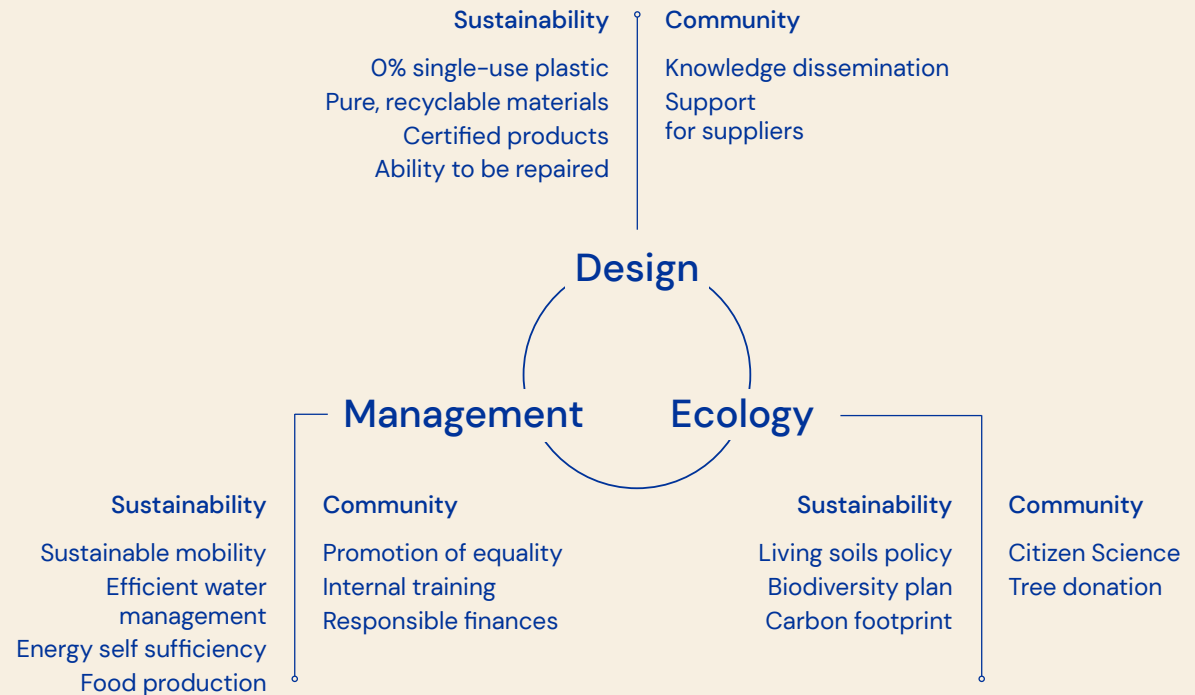 Sustainability
0% single-use plastic
Pure, recyclable materials
Certified products
Ability to be repaired
Community
Knowledge dissemination
Support
for suppliers
Design
Management
Ecology
Sustainability
Sustainable mobility
Efficient water
management
Energy self sufficiency
Food production
Community
Promotion of equality
Internal training
Responsible finances
Sustainability
Living soils policy
Biodiversity plan
Carbon footprint
Community
Citizen Science
Tree donation